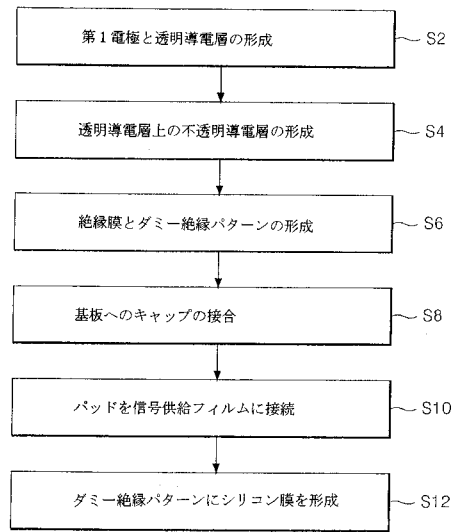 第1電極と透明導電層の形成
S2
透明導電層上の不透明導電層の形成
S4
絶縁膜とダミー絶縁パターンの形成
S6
基板へのキャップの接合
S8
パッドを信号供給フィルムに接続
S10
ダミー絶縁パターンにシリコン膜を形成
S12